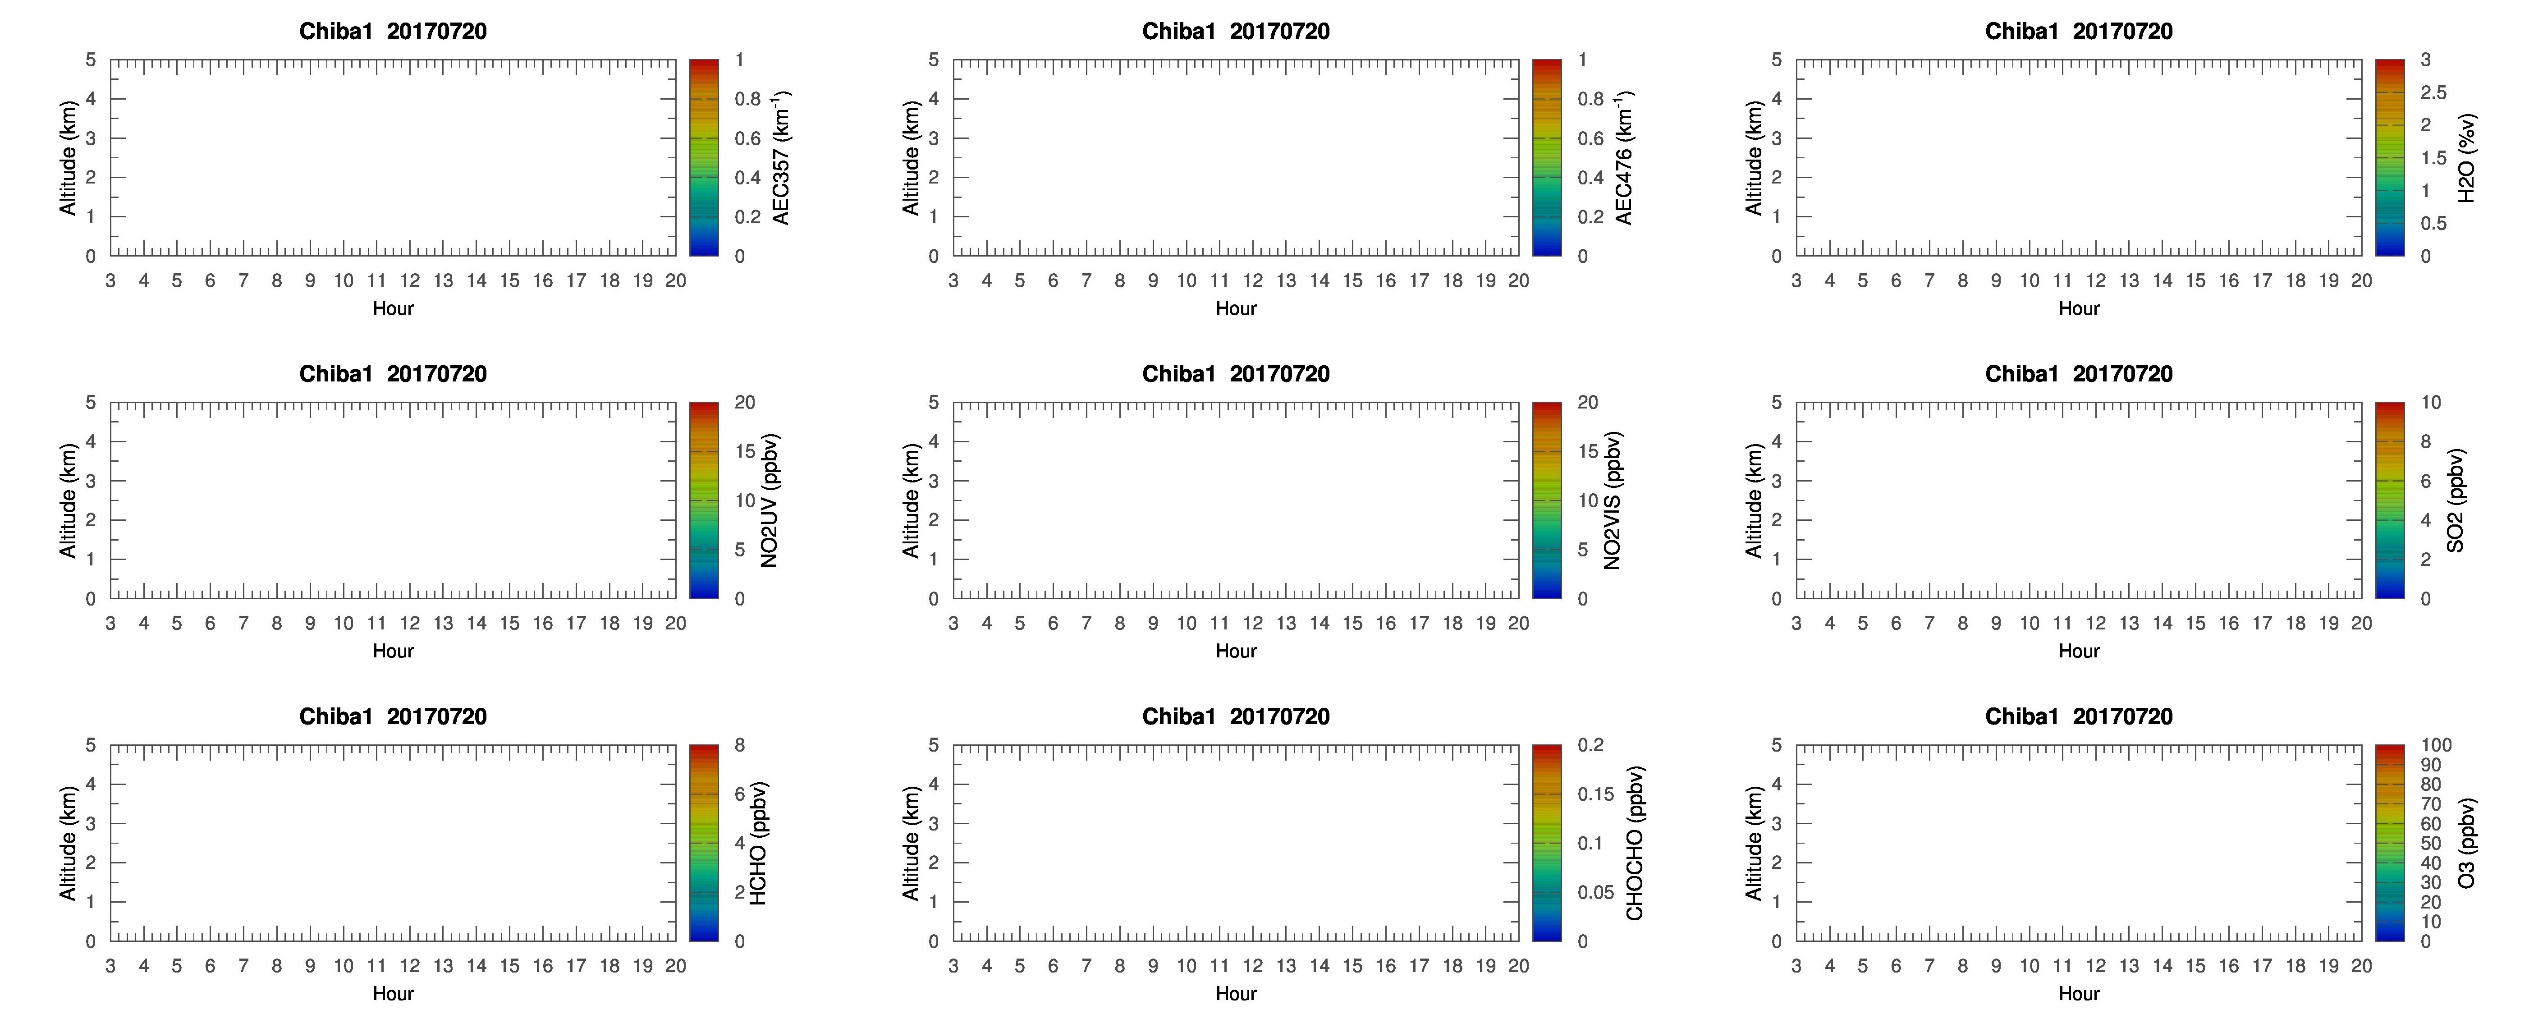 Chiba1 20170720
Chiba1 20170720
Chiba1 20170720
5 4 3 2 1 0
Altitude (km)
3 4 5 6 7 8 9 10 11 12 13 14 15 16 17 18 19 20
Hour
1 0.8 0.6 0.4 0.2 0
AEC357 (km-1)
5 4 3 2 1 0
Altitude (km)
3 4 5 6 7 8 9 10 11 12 13 14 15 16 17 18 19 20
Hour
1 0.8 0.6 0.4 0.2 0
AEC476 (km-1)
5 4 3 2 1 0
Altitude (km)
3 4 5 6 7 8 9 10 11 12 13 14 15 16 17 18 19 20
Hour
3 2.5 2 1.5 1 0.5 0
H2O (%v)
Chiba1 20170720
Chiba1 20170720
Chiba1 20170720
5 4 3 2 1 0
Altitude (km)
3 4 5 6 7 8 9 10 11 12 13 14 15 16 17 18 19 20
Hour
20 15 10 5 0
NO2UV (ppbv)
5 4 3 2 1 0
Altitude (km)
3 4 5 6 7 8 9 10 11 12 13 14 15 16 17 18 19 20
Hour
20 15 10 5 0
NO2VIS (ppbv)
5 4 3 2 1 0
Altitude (km)
3 4 5 6 7 8 9 10 11 12 13 14 15 16 17 18 19 20
Hour
10 8 6 4 2 0
SO2 (ppbv)
Chiba1 20170720
Chiba1 20170720
Chiba1 20170720
5 4 3 2 1 0
Altitude (km)
3 4 5 6 7 8 9 10 11 12 13 14 15 16 17 18 19 20
Hour
8 6 4 2 0
HCHO (ppbv)
5 4 3 2 1 0
Altitude (km)
3 4 5 6 7 8 9 10 11 12 13 14 15 16 17 18 19 20
Hour
0.2 0.15 0.1 0.05 0
CHOCHO (ppbv)
5 4 3 2 1 0
Altitude (km)
3 4 5 6 7 8 9 10 11 12 13 14 15 16 17 18 19 20
Hour
100 90 80 70 60 50 40 30 20 10 0
O3 (ppbv)